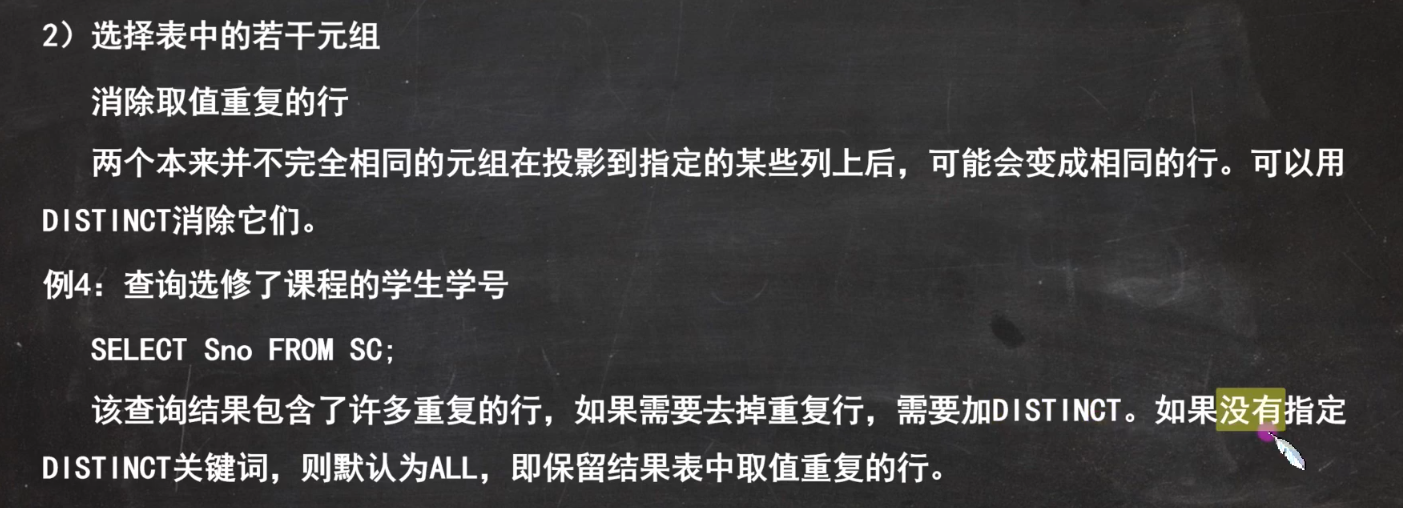 2）选择表中的若干元组
消除取值重复的行
两个本来并不完全相同的元组在投影到指定的某些列上后，可能会变成相同的行。可以用
DISTINCT消除它们。
例4：查询选修了课程的学生学号
SELECT Sno FROM SC;
该查询结果包含了许多重复的行，如果需要去掉重复行，需要加DISTINCT。如果没有指定
DISTINCT关键词，则默认为ALL，即保留结果表中取值重复的行。